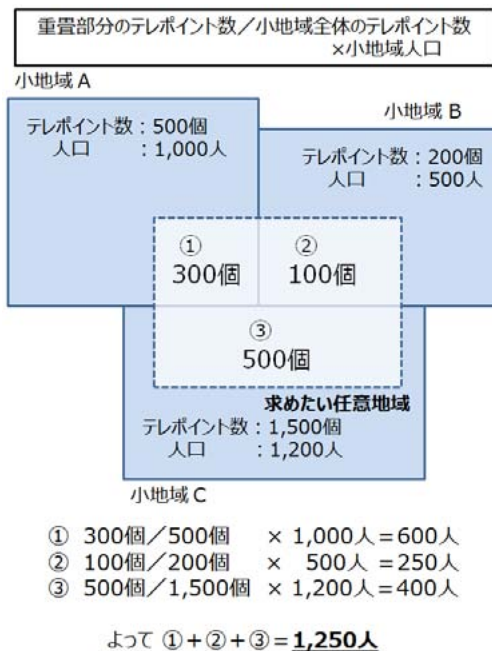 重畳部分のテレポイント数／小地域全体のテレポイント数
×小地域人口
小地域 A
小地域 B
テレポイント数：500個
人口　：1,000人
テレポイント数：200個
人口　：500人
①
300個
②
100個
③
500個
求めたい任意地域
テレポイント数：1,500個
人口　：1,200人
小地域 C
① 300個／500個　× 1,000人＝600人
② 100個／200個　×　500人＝250人
③ 500個／1,500個 × 1,200人＝400人
よって ①＋②＋③＝1,250人